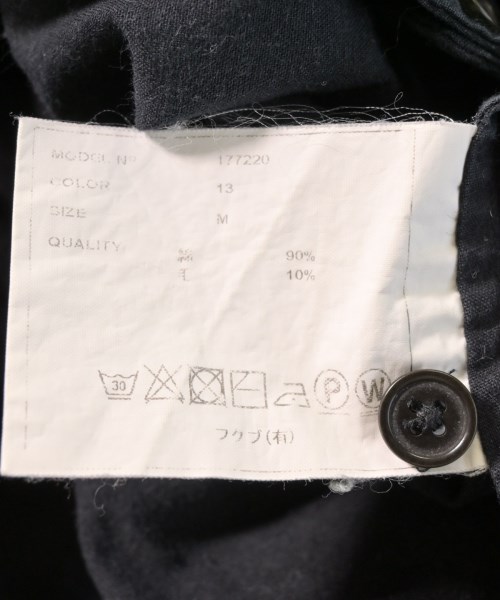 MODEL Nº 177220
COLOR 13
SIZE M
QUALITY
綿 90%
毛 10%
30 P W
フクブ(有)